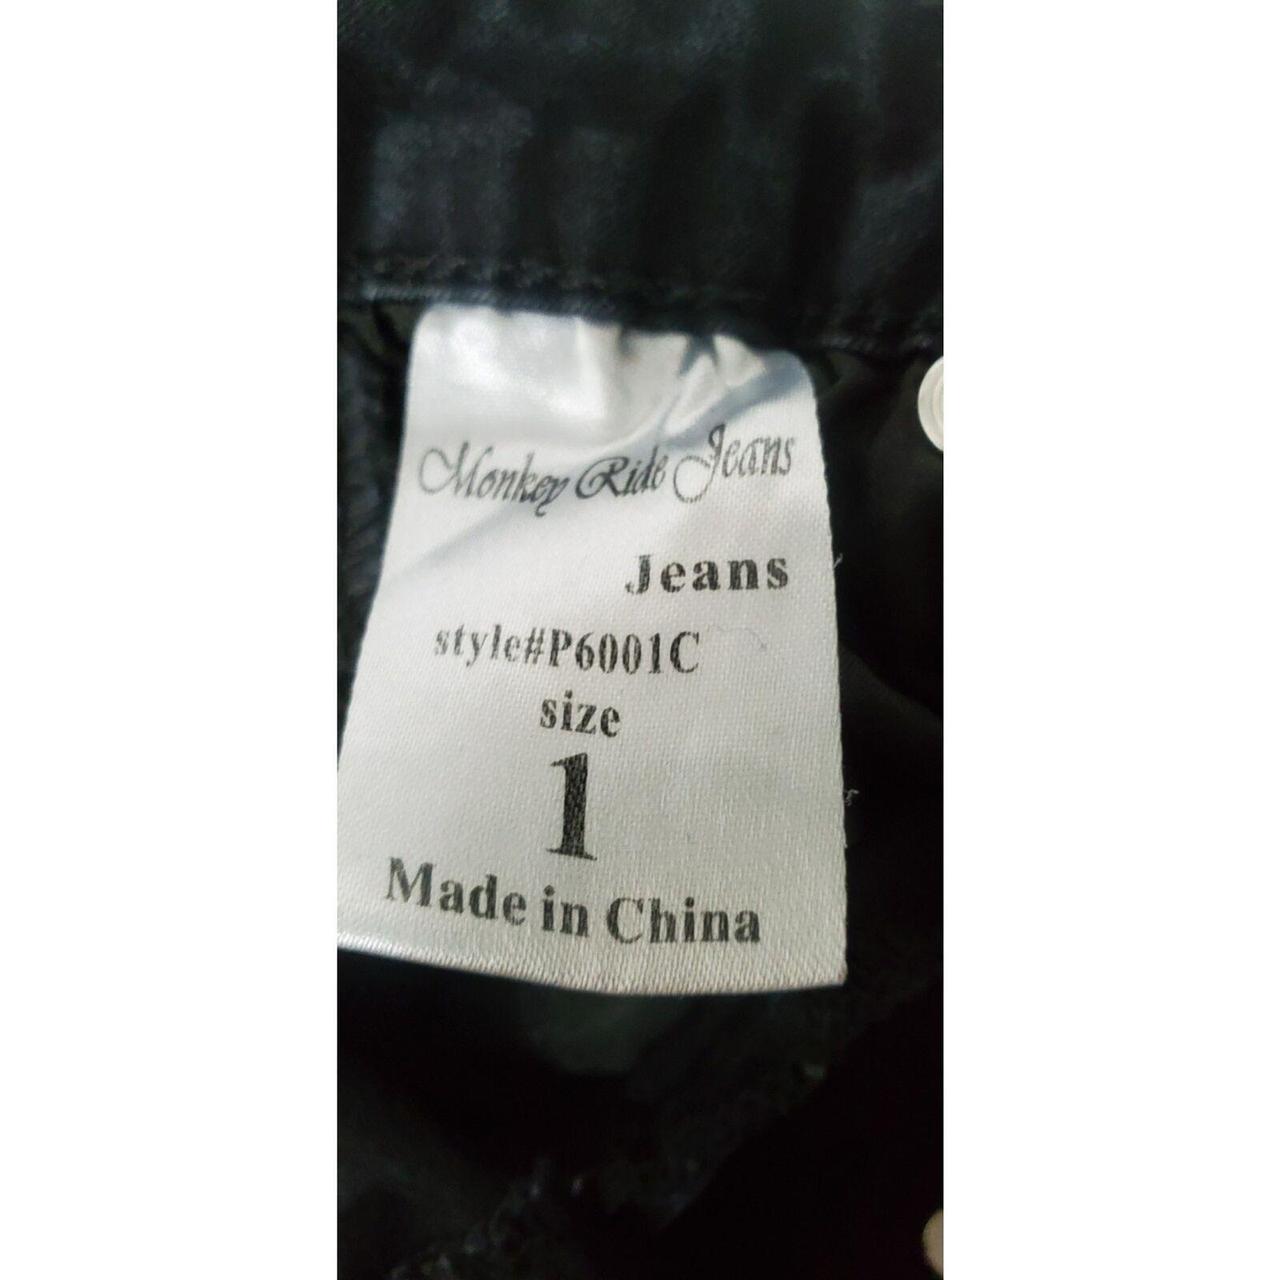 Monkey Ride Jeans
Jeans
style#P6001C
size
1
Made in China